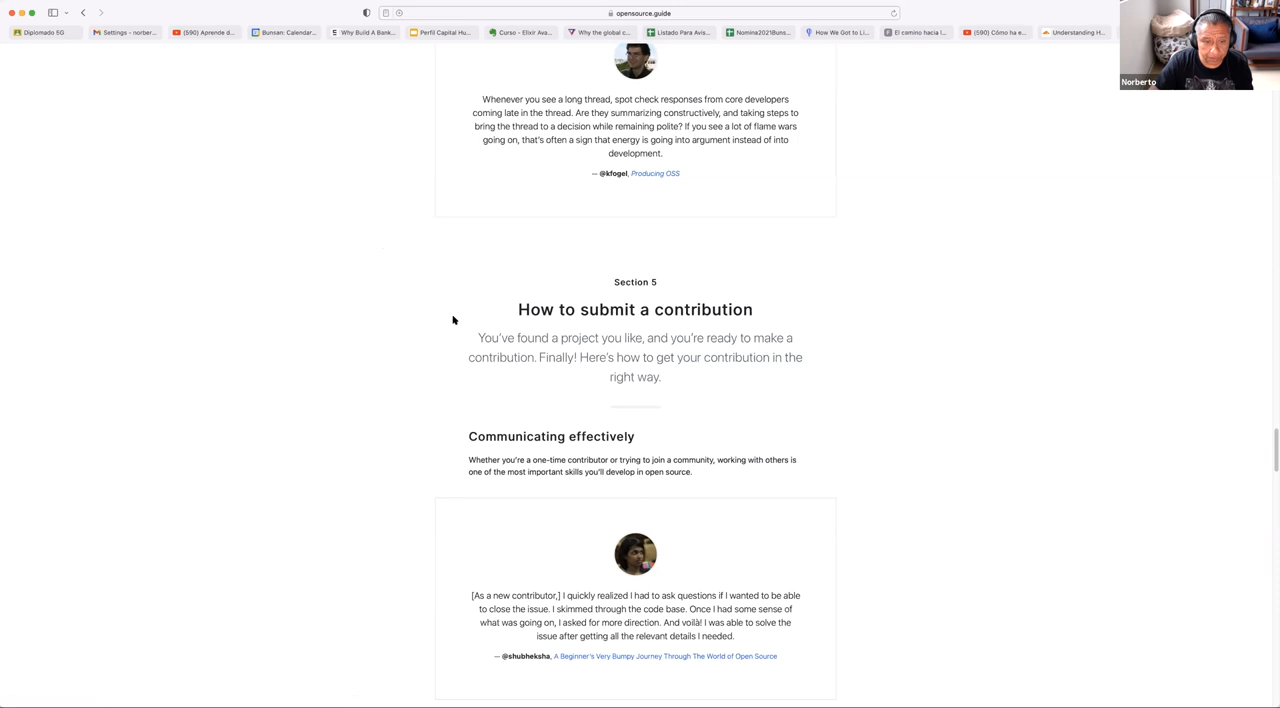 opensource.guide
Diplomado 5G
Settings - norber...
(590) Aprende d...
Bunsan: Calendar...
Why Build A Bank...
Perfil Capital Hu...
Curso - Elixir Ava...
Why the global c...
Listado Para Avis...
Nomina2021Buns...
How We Got to Li...
El camino hacia l...
(590) Cómo ha e...
Understanding H...
Norberto
Whenever you see a long thread, spot check responses from core developers
coming late in the thread. Are they summarizing constructively, and taking steps to
bring the thread to a decision while remaining polite? If you see a lot of flame wars
going on, that's often a sign that energy is going into argument instead of into
development.
— @kfogel, Producing OSS
Section 5
How to submit a contribution
You've found a project you like, and you're ready to make a
contribution. Finally! Here's how to get your contribution in the
right way.
Communicating effectively
Whether you're a one-time contributor or trying to join a community, working with others is
one of the most important skills you'll develop in open source.
[As a new contributor,] I quickly realized I had to ask questions if I wanted to be able
to close the issue. I skimmed through the code base. Once I had some sense of
what was going on, I asked for more direction. And voilà! I was able to solve the
issue after getting all the relevant details I needed.
— @shubheksha, A Beginner's Very Bumpy Journey Through The World of Open Source